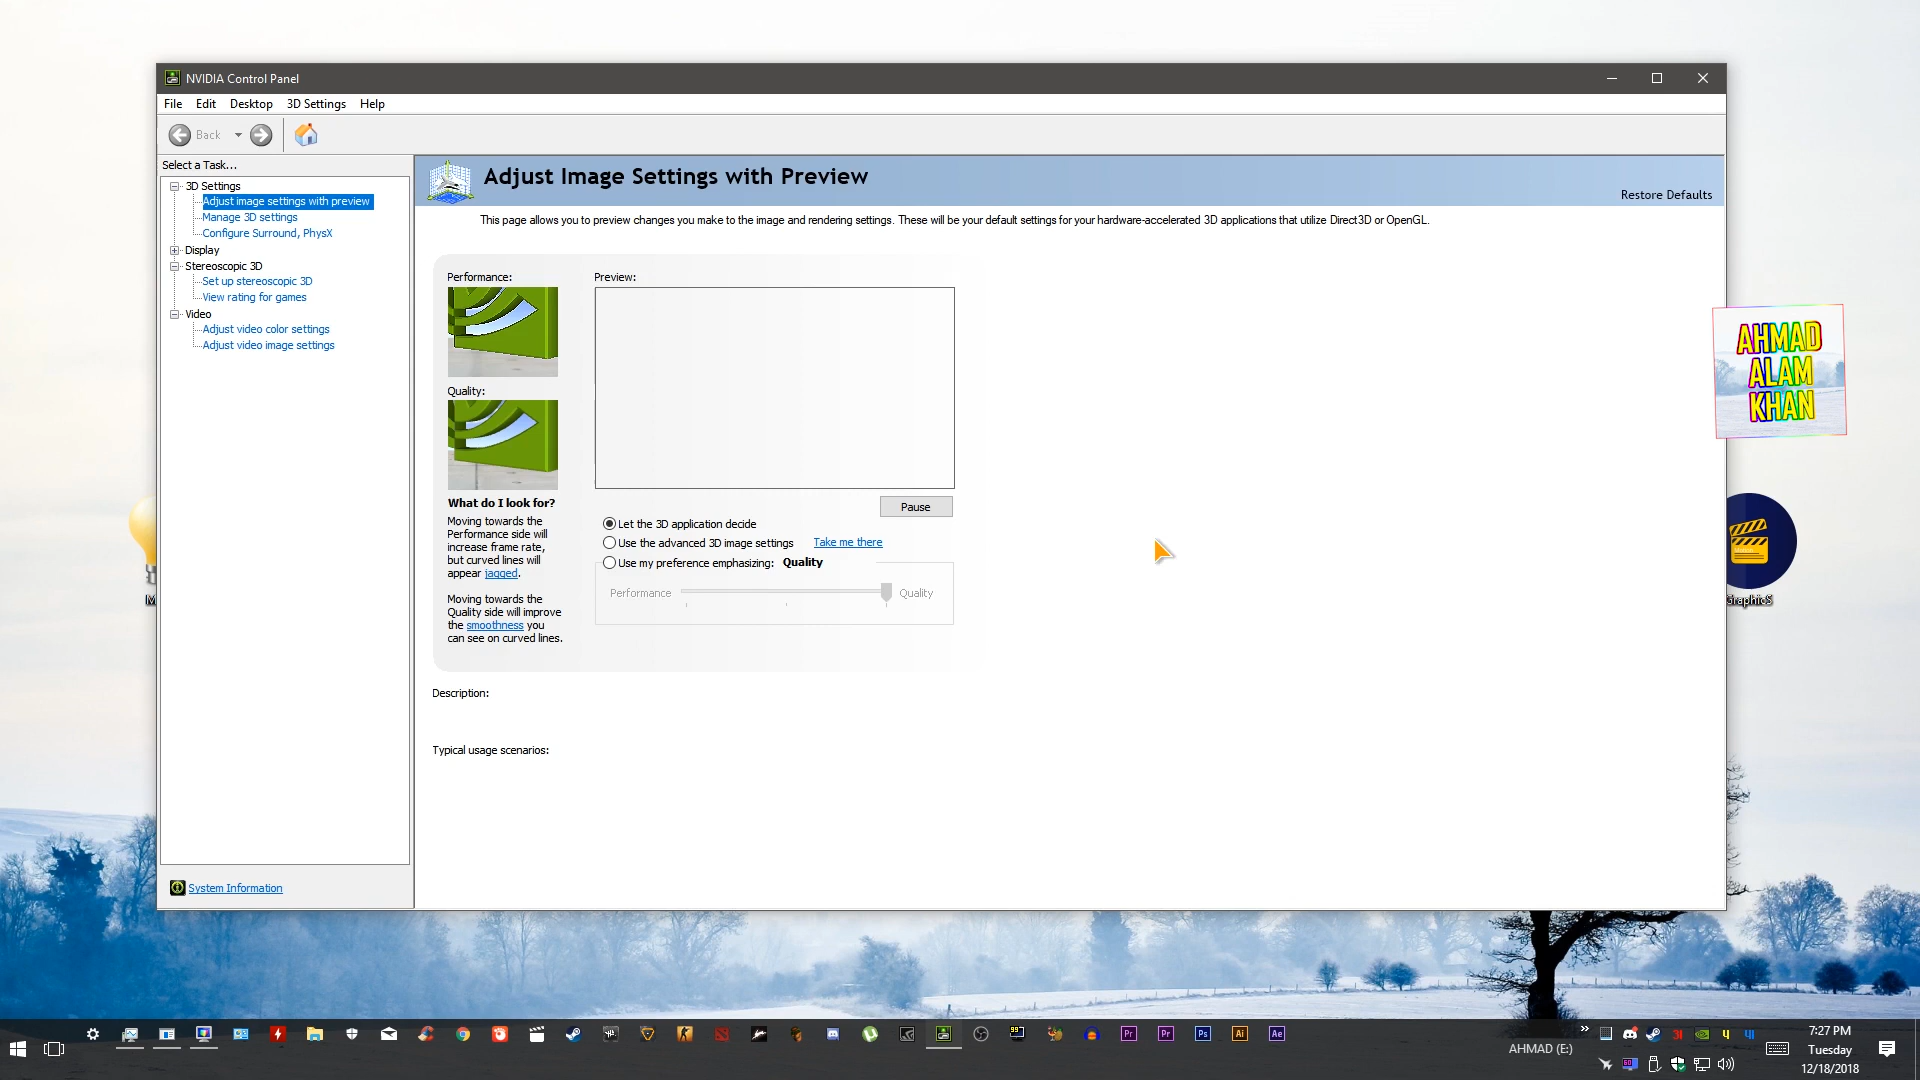 NVIDIA Control Panel
File Edit Desktop 3D Settings Help
Back
Select a Task...
3D Settings
Adjust image settings with preview
Manage 3D settings
Configure Surround, PhysX
Display
Stereoscopic 3D
Set up stereoscopic 3D
View rating for games
Video
Adjust video color settings
Adjust video image settings
System Information
Adjust Image Settings with Preview
Restore Defaults
This page allows you to preview changes you make to the image and rendering settings. These will be your default settings for your hardware-accelerated 3D applications that utilize Direct3D or OpenGL.
Performance:
Quality:
What do I look for?
Moving towards the
Performance side will
increase frame rate,
but curved lines will
appear jagged.
Moving towards the
Quality side will improve
the smoothness you
can see on curved lines.
Preview:
Pause
Let the 3D application decide
Use the advanced 3D image settings Take me there
Use my preference emphasizing: Quality
Performance Quality
Description:
Typical usage scenarios:
AHMAD
ALAM
KHAN
GraphicS
M
Pr Pr Ps Ai Ae
AHMAD (E:)
31
99
60
7:27 PM
Tuesday
12/18/2018